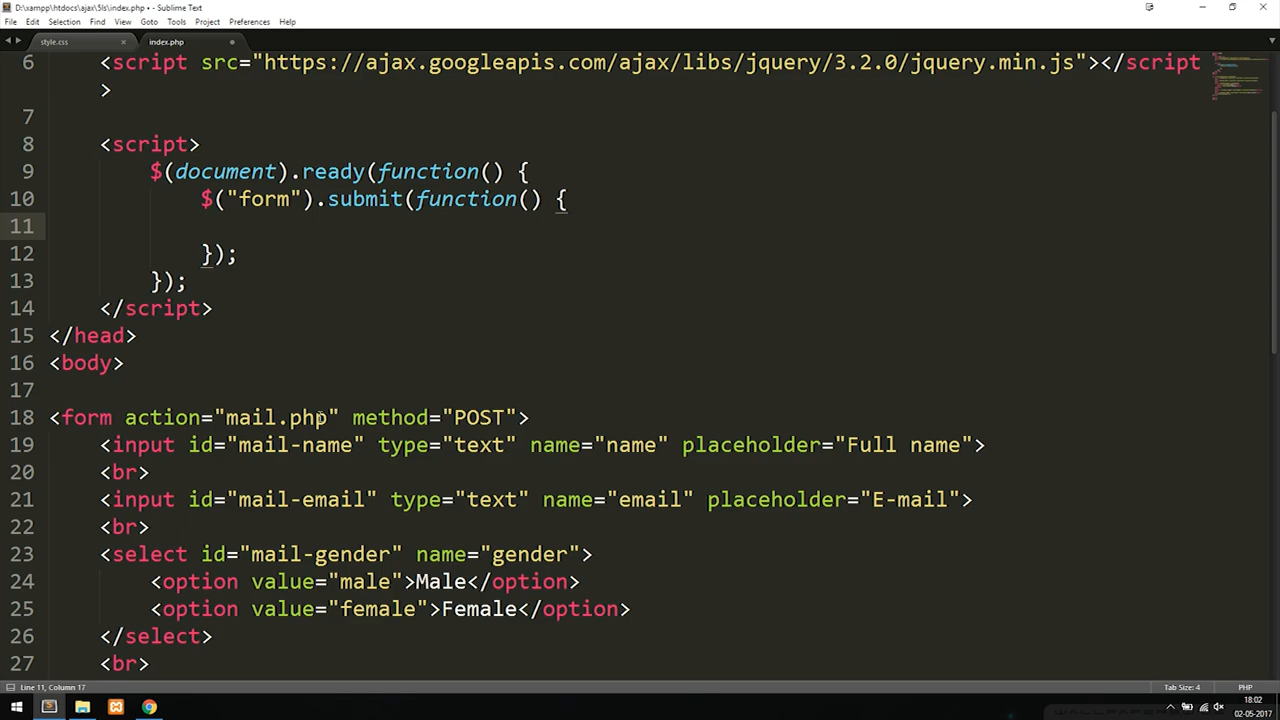 D:\xampp\htdocs\ajax\5ls\index.php • - Sublime Text
File Edit Selection Find View Goto Tools Project Preferences Help
style.css index.php
6 <script src="https://ajax.googleapis.com/ajax/libs/jquery/3.2.0/jquery.min.js"></script
>
7
8 <script>
9 $(document).ready(function() {
10 $("form").submit(function() {
11
12 });
13 });
14 </script>
15 </head>
16 <body>
17
18 <form action="mail.php" method="POST">
19 <input id="mail-name" type="text" name="name" placeholder="Full name">
20 <br>
21 <input id="mail-email" type="text" name="email" placeholder="E-mail">
22 <br>
23 <select id="mail-gender" name="gender">
24 <option value="male">Male</option>
25 <option value="female">Female</option>
26 </select>
27 <br>
Line 11, Column 17 Tab Size: 4 PHP
18:02
02-05-2017